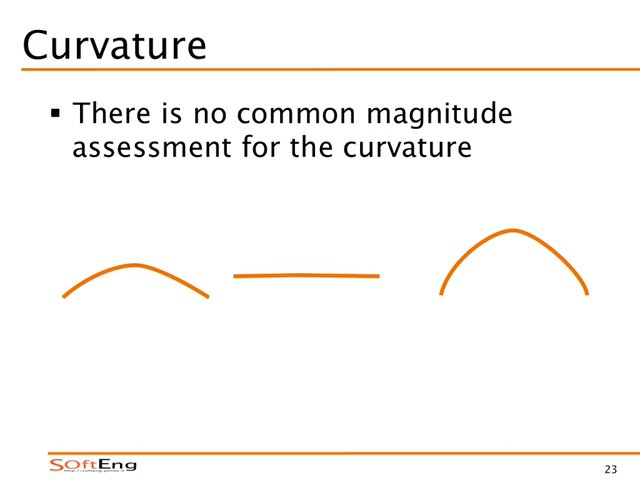 Curvature
▪ There is no common magnitude
assessment for the curvature
SOftEng
23